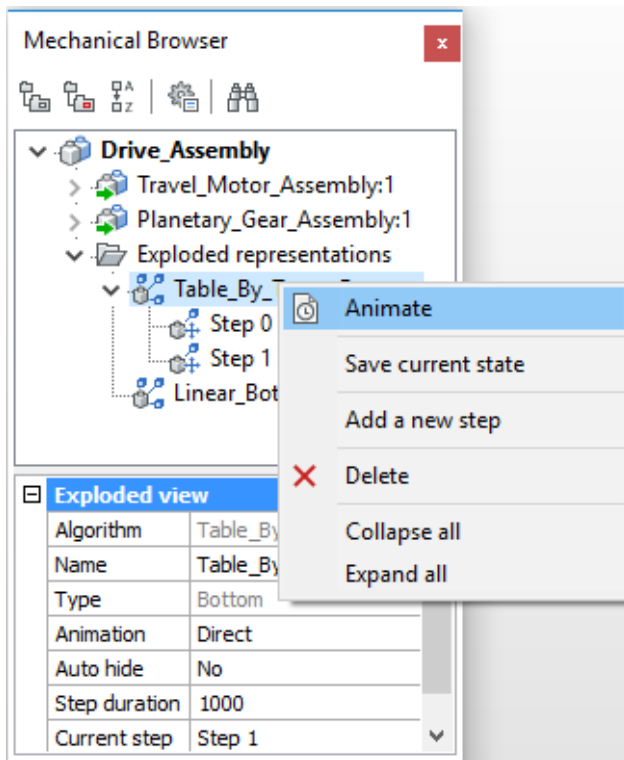 Mechanical Browser
x
Drive_Assembly
Travel_Motor_Assembly:1
Planetary_Gear_Assembly:1
Exploded representations
Table_By_
Step 0
Step 1
Linear_Bot
Animate
Save current state
Add a new step
Delete
Collapse all
Expand all
Exploded view
Algorithm Table_By
Name Table_By
Type Bottom
Animation Direct
Auto hide No
Step duration 1000
Current step Step 1